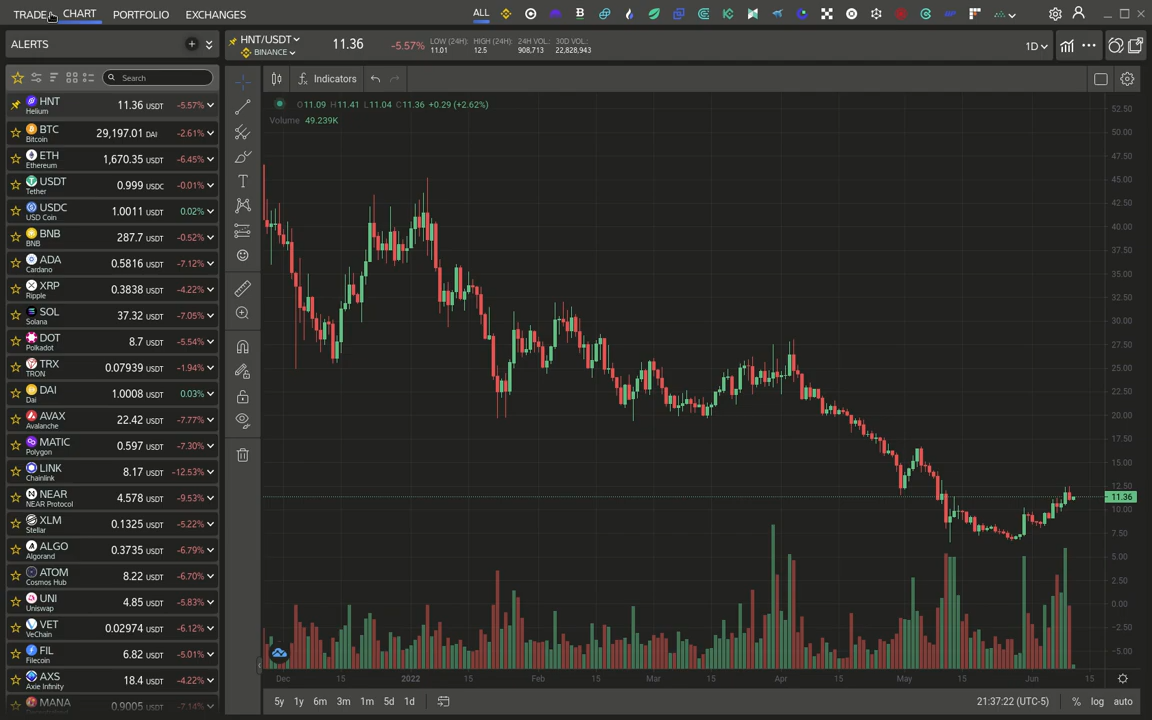 TRADE CHART PORTFOLIO EXCHANGES ALL
ALERTS
HNT/USDT
BINANCE
11.36 -5.57%
LOW (24H): 11.01
HIGH (24H): 12.5
24H VOL: 908,713
30D VOL: 22,828,943
1D
Search
Indicators
HNT 11.36 USDT -5.57%
Helium
BTC 29,197.01 DAI -2.61%
Bitcoin
ETH 1,670.35 USDT -6.45%
Ethereum
USDT 0.999 USDC -0.01%
Tether
USDC 1.0011 USDT 0.02%
USD Coin
BNB 287.7 USDT -0.52%
BNB
ADA 0.5816 USDT -7.12%
Cardano
XRP 0.3838 USDT -4.22%
Ripple
SOL 37.32 USDT -7.05%
Solana
DOT 8.7 USDT -5.54%
Polkadot
TRX 0.07939 USDT -1.94%
TRON
DAI 1.0008 USDT 0.03%
Dai
AVAX 22.42 USDT -7.77%
Avalanche
MATIC 0.597 USDT -7.30%
Polygon
LINK 8.17 USDT -12.53%
Chainlink
NEAR 4.578 USDT -9.53%
NEAR Protocol
XLM 0.1325 USDT -5.22%
Stellar
ALGO 0.3735 USDT -6.79%
Algorand
ATOM 8.22 USDT -6.70%
Cosmos Hub
UNI 4.85 USDT -5.83%
Uniswap
VET 0.02974 USDT -6.12%
VeChain
FIL 6.82 USDT -5.01%
Filecoin
AXS 18.4 USDT -4.22%
Axie Infinity
MANA 0.9005 USDT -7.14%
O11.09 H11.41 L11.04 C11.36 +0.29 (+2.62%)
Volume 49.239K
52.50
50.00
47.50
45.00
42.50
40.00
37.50
35.00
32.50
30.00
27.50
25.00
22.50
20.00
17.50
15.00
12.50
11.36
10.00
7.50
5.00
2.50
0.00
−2.50
−5.00
Dec 15 2022 15 Feb 15 Mar 15 Apr 15 May 15 Jun 15
5y 1y 6m 3m 1m 5d 1d 21:37:22 (UTC-5) % log auto